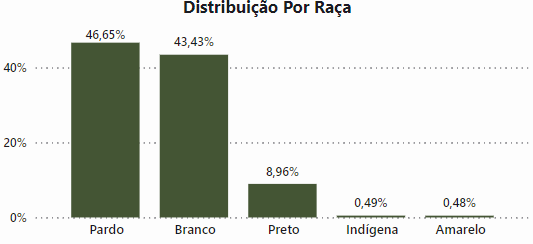 Distribuição Por Raça
46,65%
43,43%
40%
20%
8,96%
0,49%
0,48%
0%
Pardo
Branco
Preto
Indígena
Amarelo